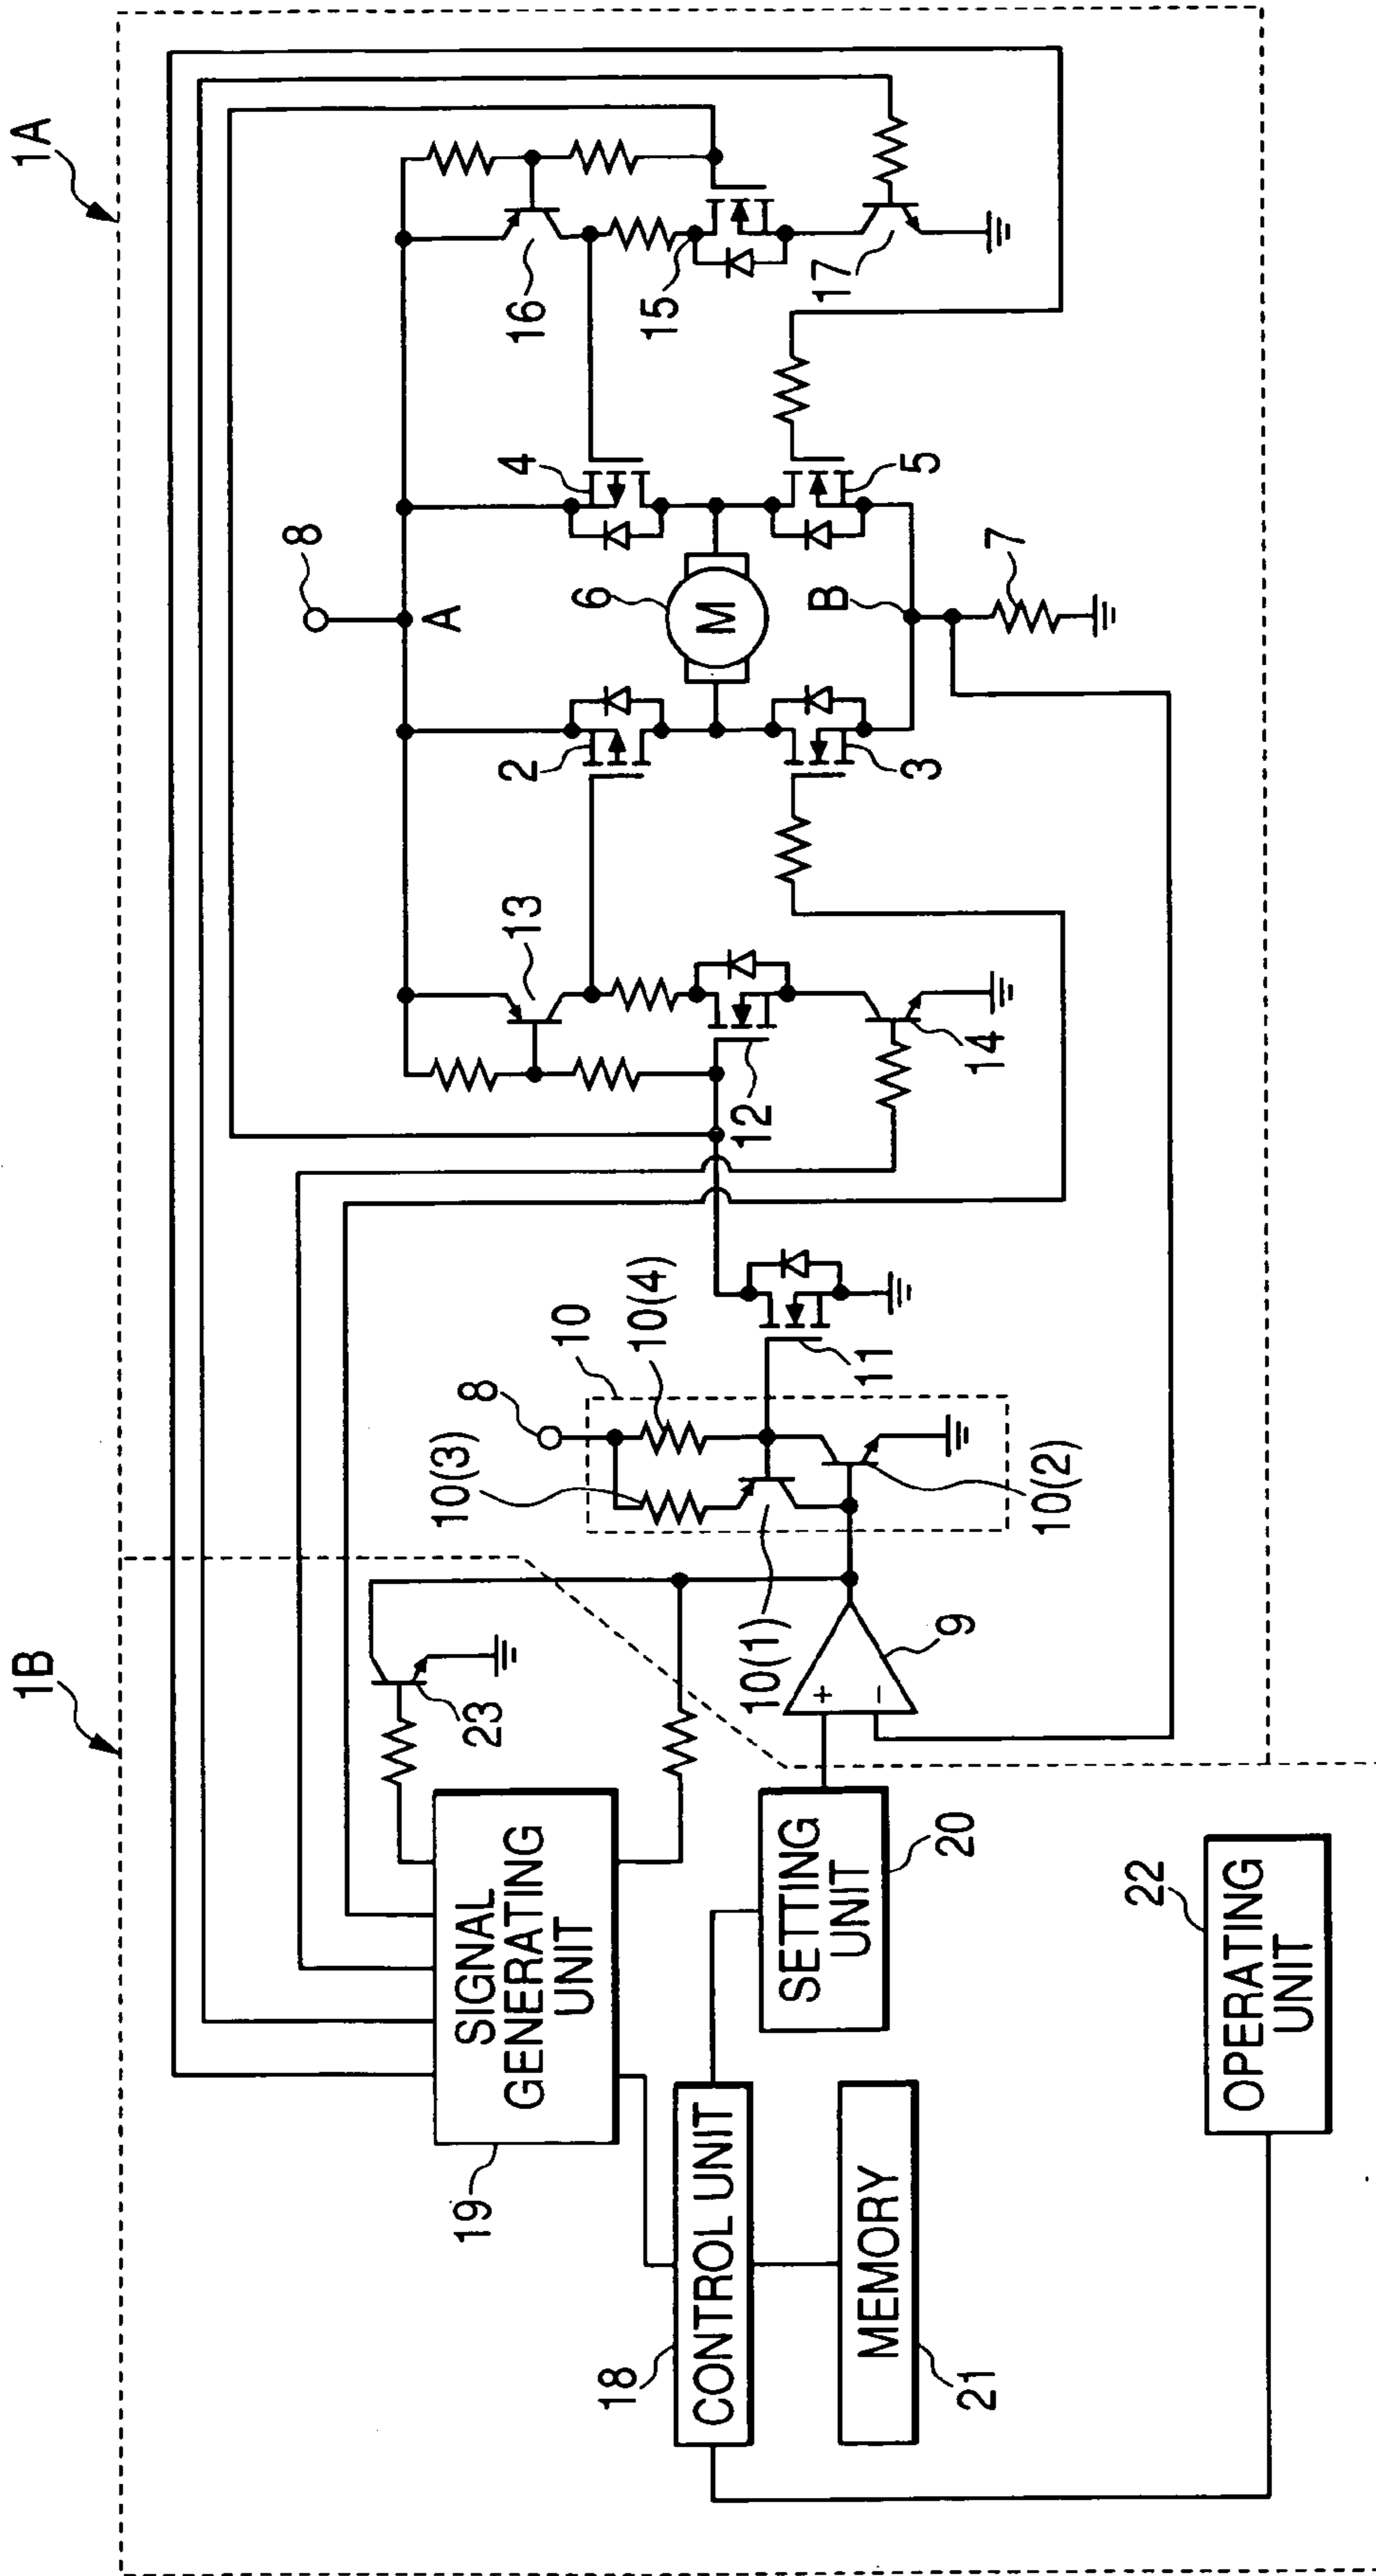 1B
1A
8
A
13
16
2
4
6
M
15
B
17
3
5
7
12
14
8
10
10(4)
10(3)
11
10(1)
10(2)
23
+
−
9
SIGNAL
GENERATING
UNIT
19
SETTING
UNIT
20
18
CONTROL UNIT
MEMORY
21
22
OPERATING
UNIT